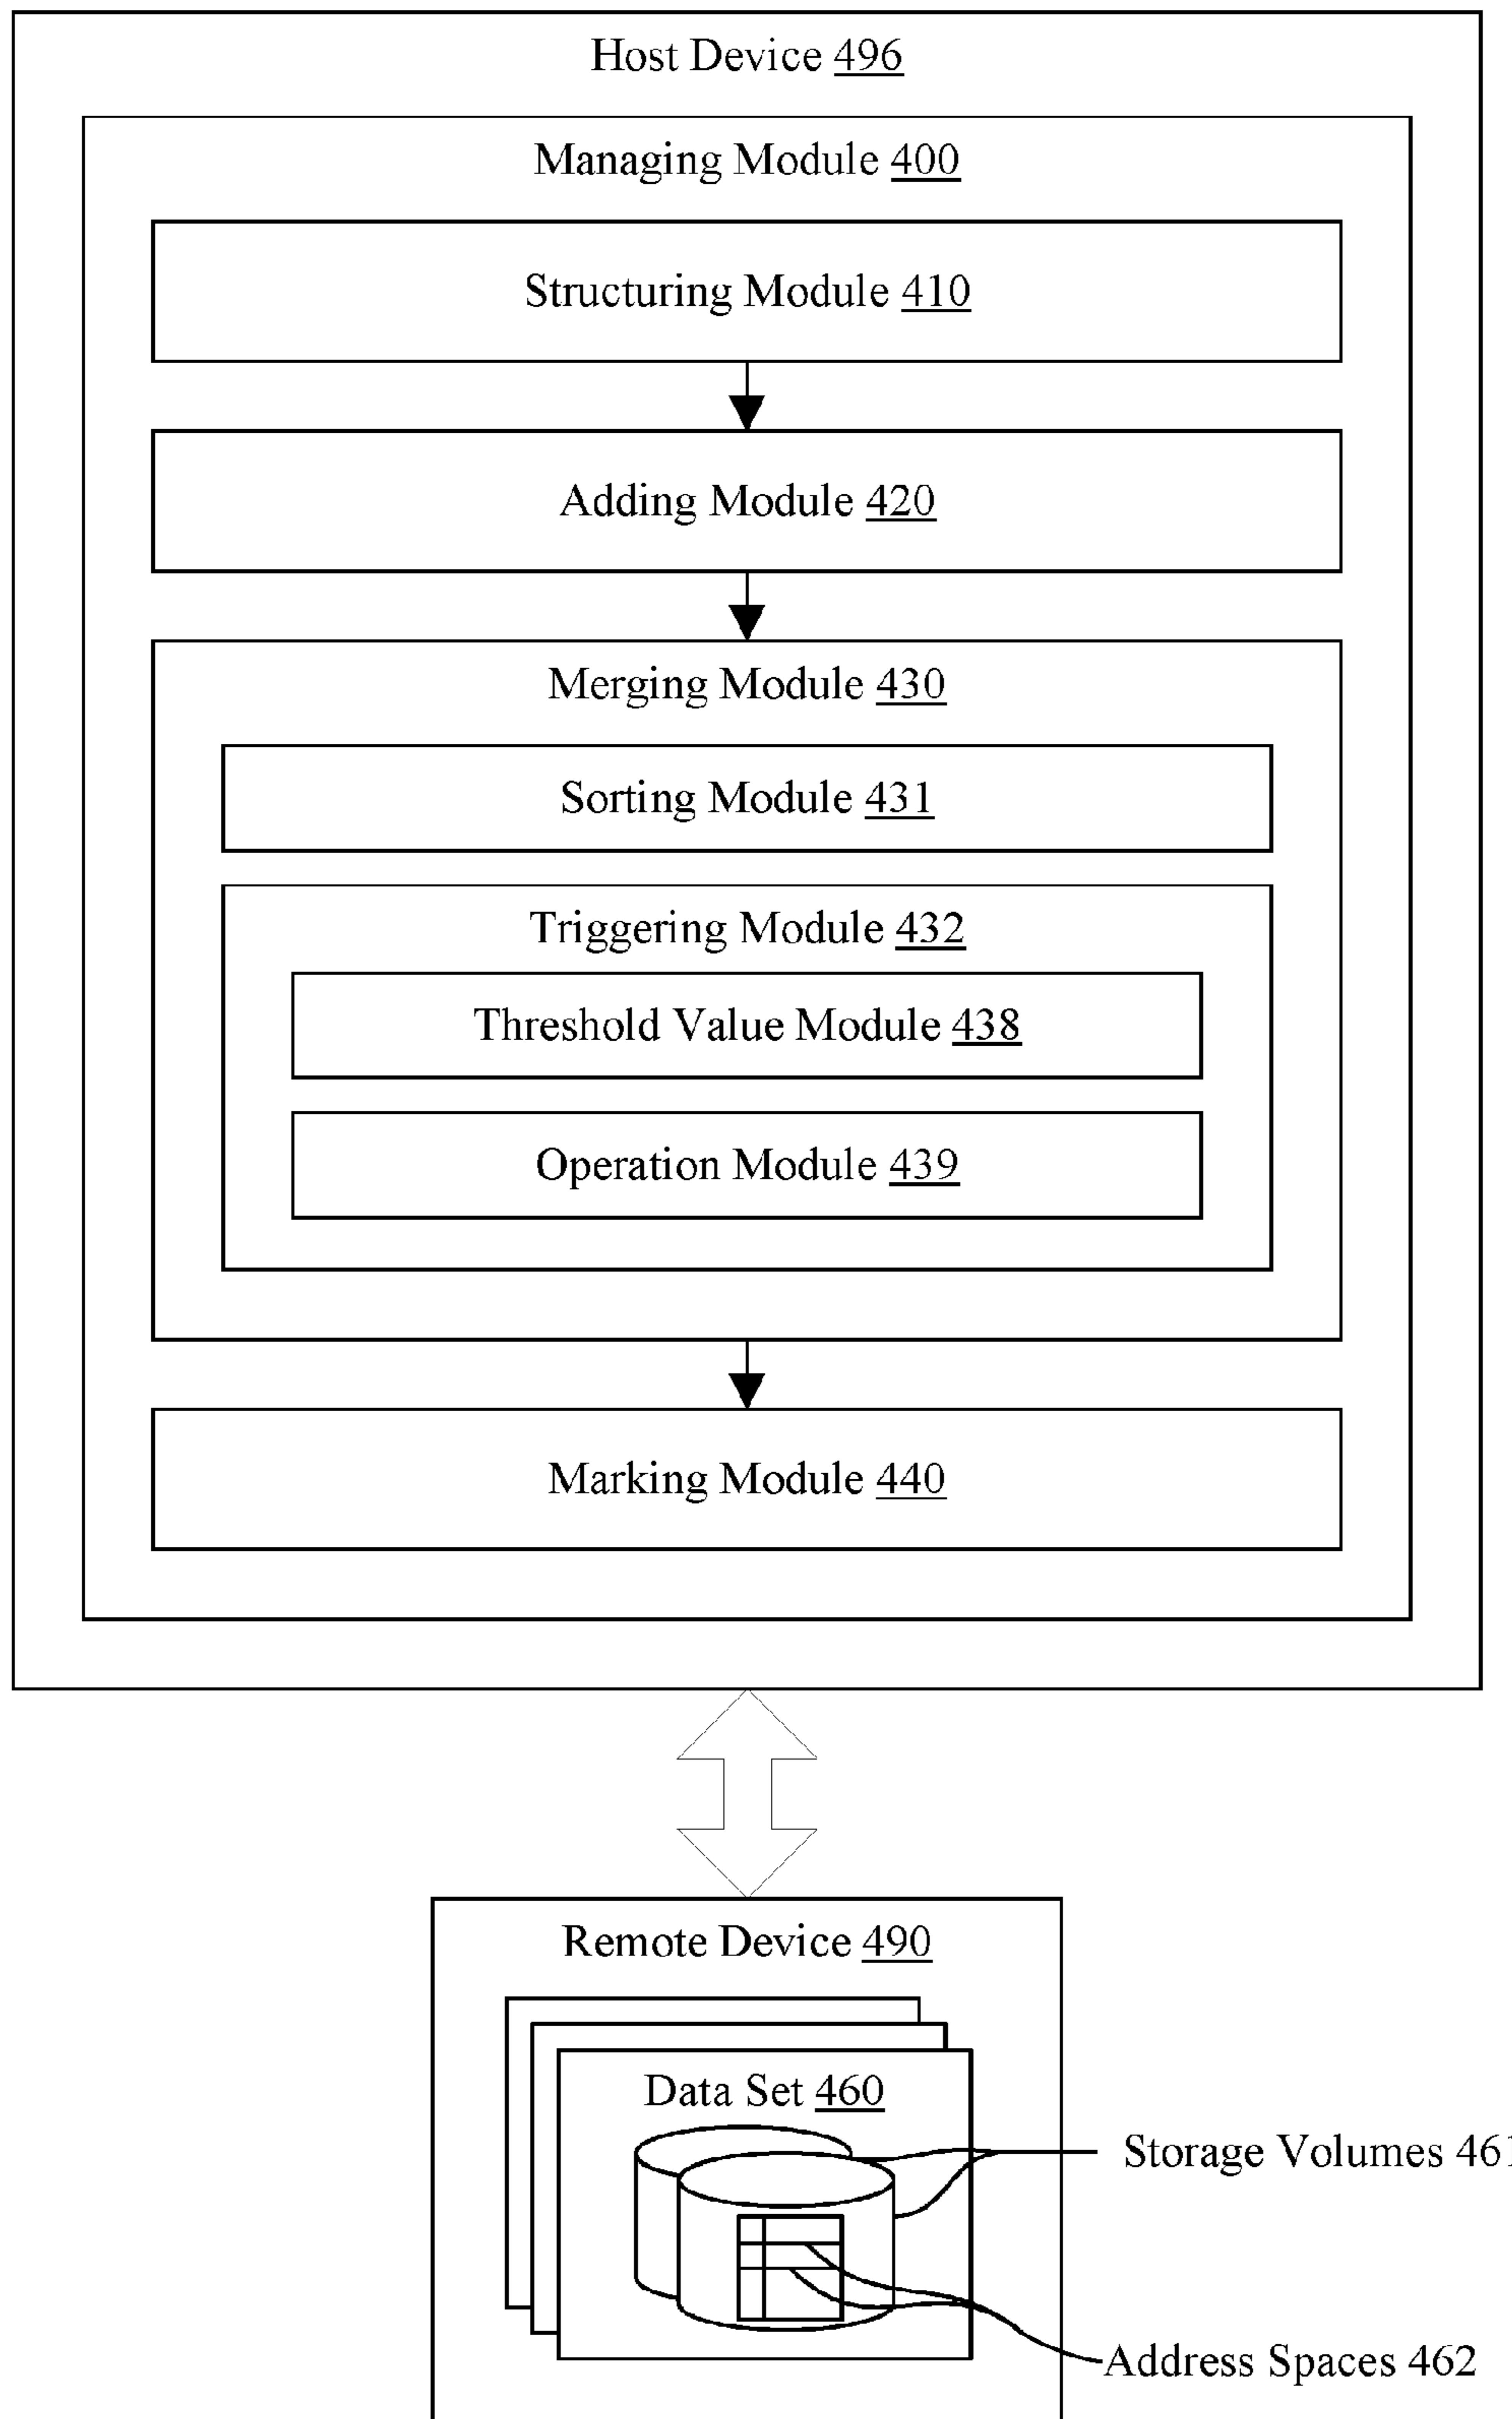 Host Device 496
Managing Module 400
Structuring Module 410
Adding Module 420
Merging Module 430
Sorting Module 431
Triggering Module 432
Threshold Value Module 438
Operation Module 439
Marking Module 440
Remote Device 490
Data Set 460
Storage Volumes 461
Address Spaces 462